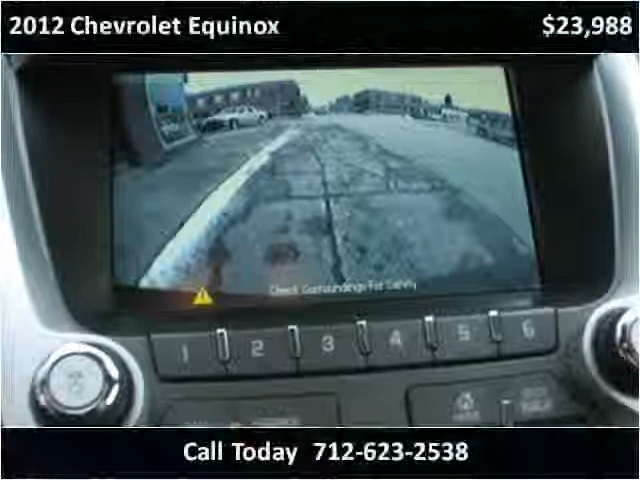 2012 Chevrolet Equinox $23,988
Check Surroundings For Safety
1 2 3 4 5 6
Call Today 712-623-2538